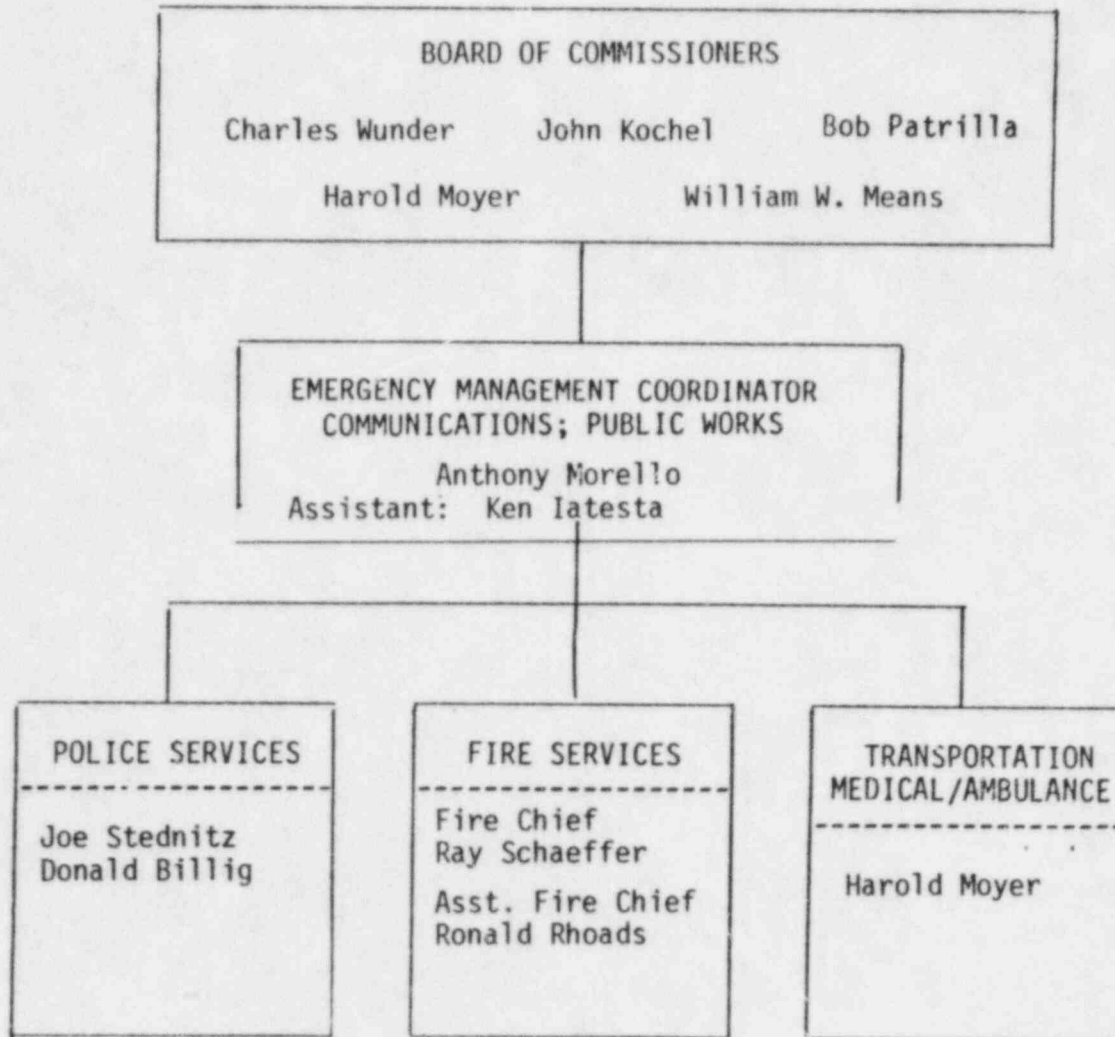 BOARD OF COMMISSIONERS
Charles Wunder John Kochel Bob Patrilla
Harold Moyer William W. Means
EMERGENCY MANAGEMENT COORDINATOR
COMMUNICATIONS; PUBLIC WORKS
Anthony Morello
Assistant: Ken Iatesta
POLICE SERVICES
Joe Stednitz
Donald Billig
FIRE SERVICES
Fire Chief
Ray Schaeffer
Asst. Fire Chief
Ronald Rhoads
TRANSPORTATION
MEDICAL/AMBULANCE
Harold Moyer